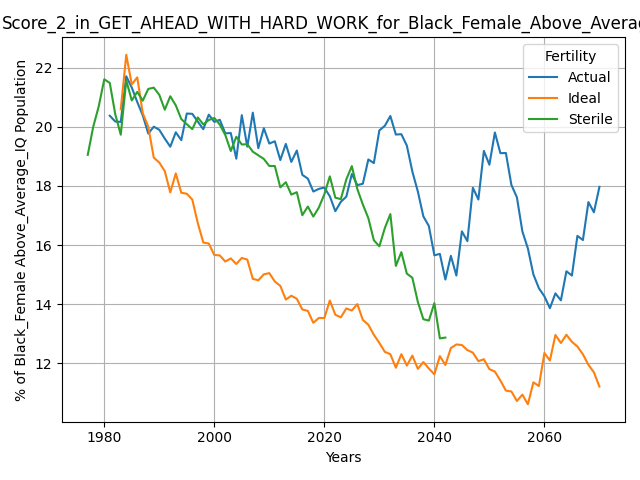 Score_2_in_GET_AHEAD_WITH_HARD_WORK_for_Black_Female_Above_Avera
% of Black_Female Above_Average_IQ Population
Fertility
Actual
Ideal
Sterile
22
20
18
16
14
12
1980
2000
2020
2040
2060
Years